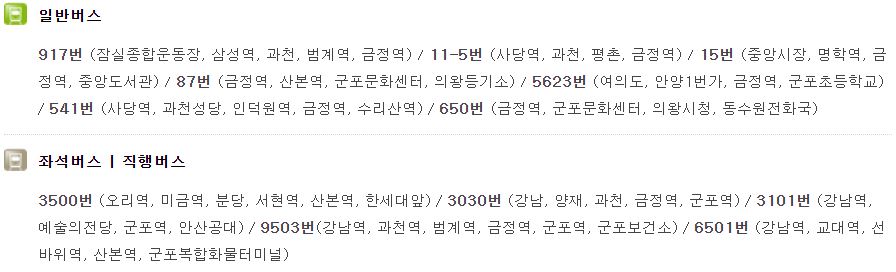 일반버스
917번 (잠실종합운동장, 삼성역, 과천, 범계역, 금정역) / 11-5번 (사당역, 과천, 평촌, 금정역) / 15번 (중앙시장, 명학역, 금
정역, 중앙도서관) / 87번 (금정역, 산본역, 군포문화센터, 의왕등기소) / 5623번 (여의도, 안양1번가, 금정역, 군포초등학교)
/ 541번 (사당역, 과천성당, 인덕원역, 금정역, 수리산역) / 650번 (금정역, 군포문화센터, 의왕시청, 동수원전화국)
좌석버스 | 직행버스
3500번 (오리역, 미금역, 분당, 서현역, 산본역, 한세대앞) / 3030번 (강남, 양재, 과천, 금정역, 군포역) / 3101번 (강남역,
예술의전당, 군포역, 안산공대) / 9503번(강남역, 과천역, 범계역, 금정역, 군포역, 군포보건소) / 6501번 (강남역, 교대역, 선
바위역, 산본역, 군포복합화물터미널)